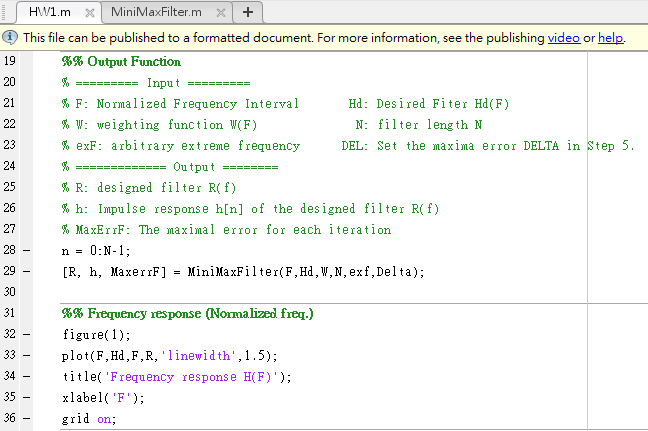 HW1.m × MiniMaxFilter.m × +
This file can be published to a formatted document. For more information, see the publishing video or help.
19 %% Output Function
20 % ========= Input =========
21 % F: Normalized Frequency Interval Hd: Desired Fiter Hd(F)
22 % W: weighting function W(F) N: filter length N
23 % exF: arbitrary extreme frequency DEL: Set the maxima error DELTA in Step 5.
24 % ============= Output ========
25 % R: designed filter R(f)
26 % h: Impulse response h[n] of the designed filter R(f)
27 % MaxErrF: The maximal error for each iteration
28 – n = 0:N-1;
29 – [R, h, MaxerrF] = MiniMaxFilter(F,Hd,W,N,exf,Delta);
30
31 %% Frequency response (Normalized freq.)
32 – figure(1);
33 – plot(F,Hd,F,R,'linewidth',1.5);
34 – title('Frequency response H(F)');
35 – xlabel('F');
36 – grid on;